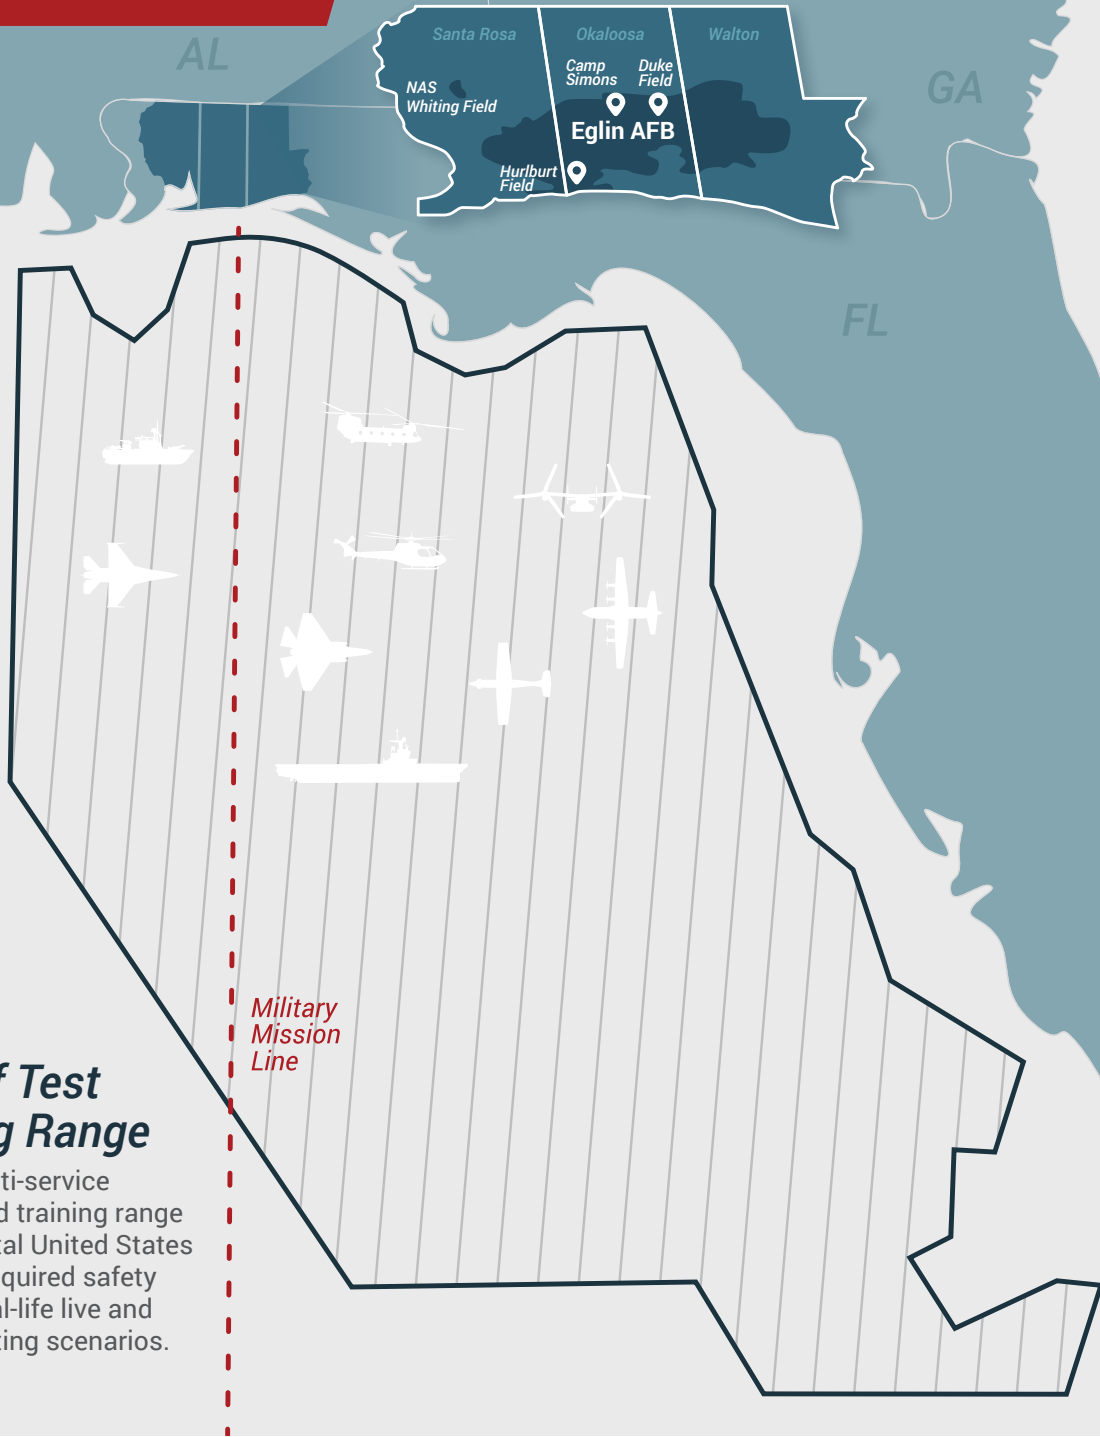 AL
Santa Rosa
Okaloosa
Walton
Camp
Simons
Duke
Field
NAS
Whiting Field
Eglin AFB
Hurlburt
Field
GA
FL
Military
Mission
Line
f Test
g Range
ti-service
d training range
tal United States
quired safety
l-life live and
ting scenarios.